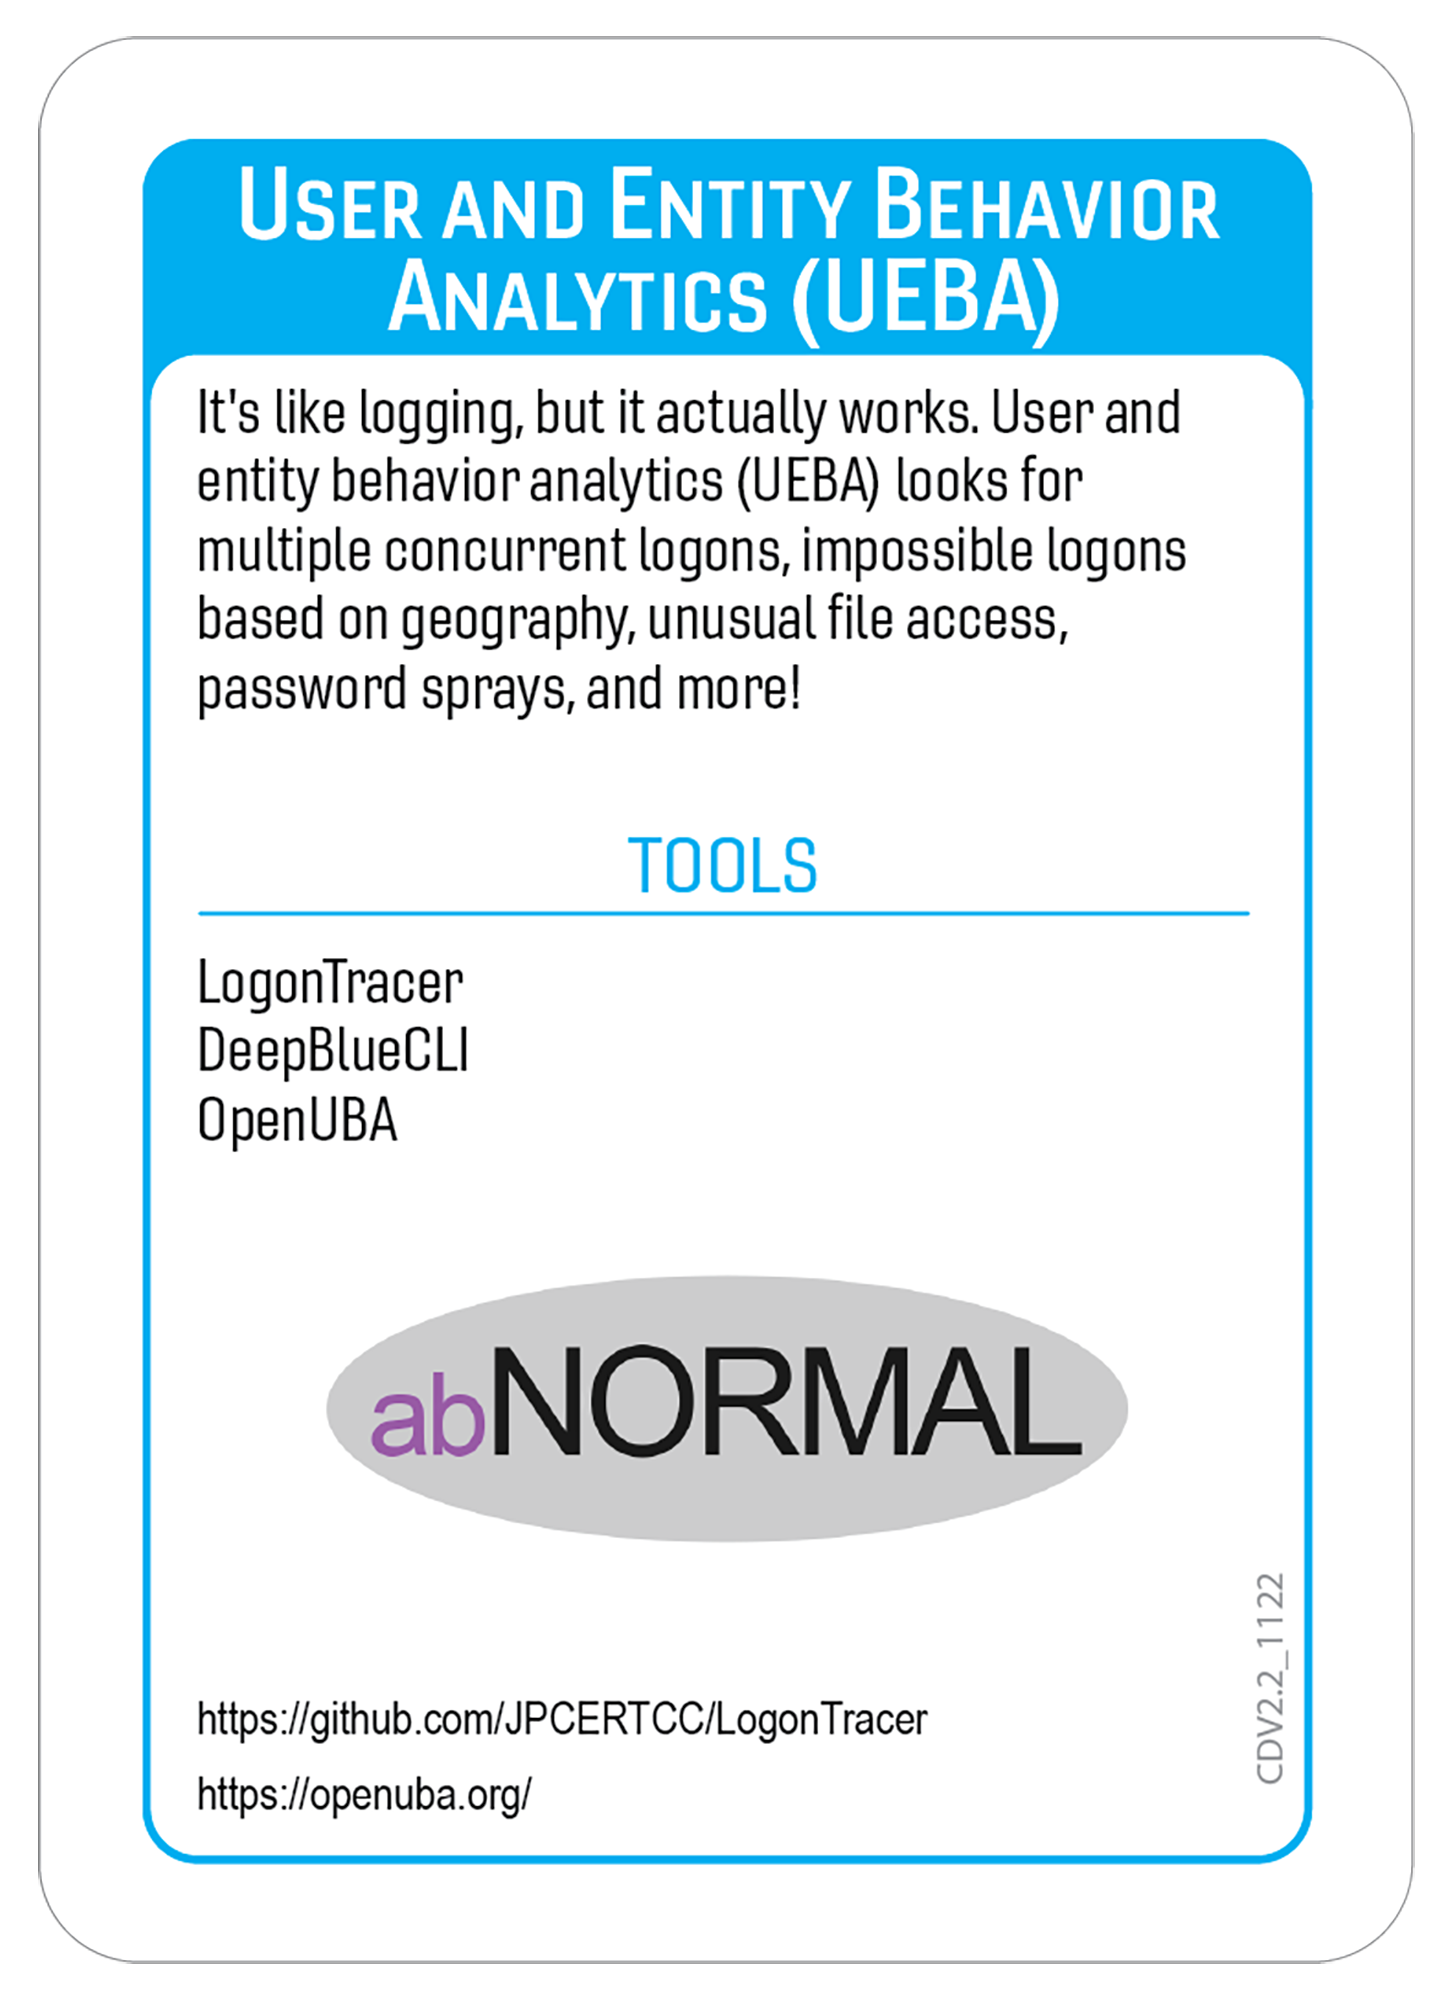 USER AND ENTITY BEHAVIOR
ANALYTICS (UEBA)
It's like logging, but it actually works. User and
entity behavior analytics (UEBA) looks for
multiple concurrent logons, impossible logons
based on geography, unusual file access,
password sprays, and more!
TOOLS
LogonTracer
DeepBlueCLI
OpenUBA
abNORMAL
https://github.com/JPCERTCC/LogonTracer
https://openuba.org/
CDV2.2_1122